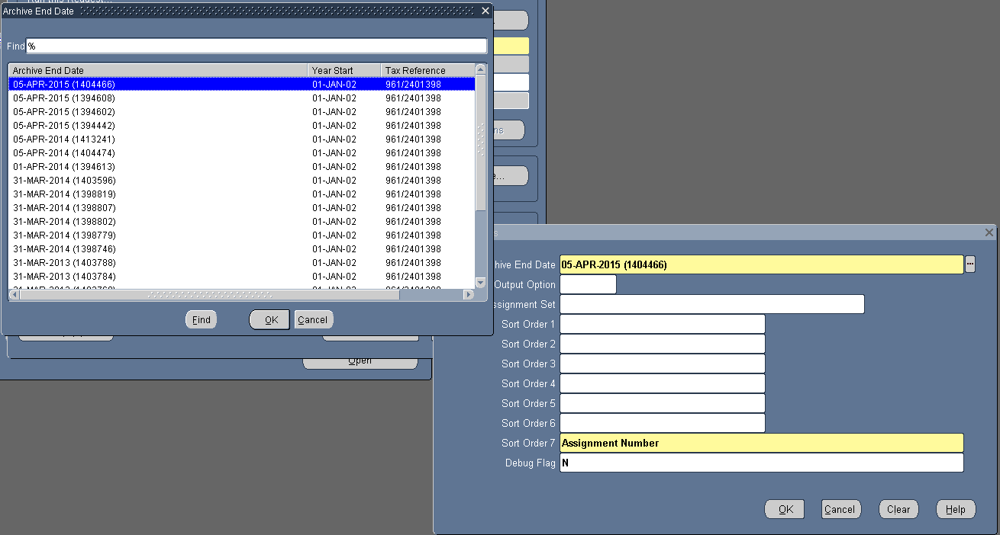 Run this Request...
Archive End Date
Find %
Archive End Date Year Start Tax Reference
05-APR-2015 (1404466) 01-JAN-02 961/2401398
05-APR-2015 (1394608) 01-JAN-02 961/2401398
05-APR-2015 (1394602) 01-JAN-02 961/2401398
05-APR-2015 (1394442) 01-JAN-02 961/2401398
05-APR-2014 (1413241) 01-JAN-02 961/2401398
05-APR-2014 (1404474) 01-JAN-02 961/2401398
01-APR-2014 (1394613) 01-JAN-02 961/2401398
31-MAR-2014 (1403596) 01-JAN-02 961/2401398
31-MAR-2014 (1398819) 01-JAN-02 961/2401398
31-MAR-2014 (1398807) 01-JAN-02 961/2401398
31-MAR-2014 (1398802) 01-JAN-02 961/2401398
31-MAR-2014 (1398779) 01-JAN-02 961/2401398
31-MAR-2014 (1398746) 01-JAN-02 961/2401398
31-MAR-2013 (1403788) 01-JAN-02 961/2401398
31-MAR-2013 (1403784) 01-JAN-02 961/2401398
Find OK Cancel
Open
ns
e...
s
hive End Date 05-APR-2015 (1404466) ...
Output Option
ssignment Set
Sort Order 1
Sort Order 2
Sort Order 3
Sort Order 4
Sort Order 5
Sort Order 6
Sort Order 7 Assignment Number
Debug Flag N
OK Cancel Clear Help